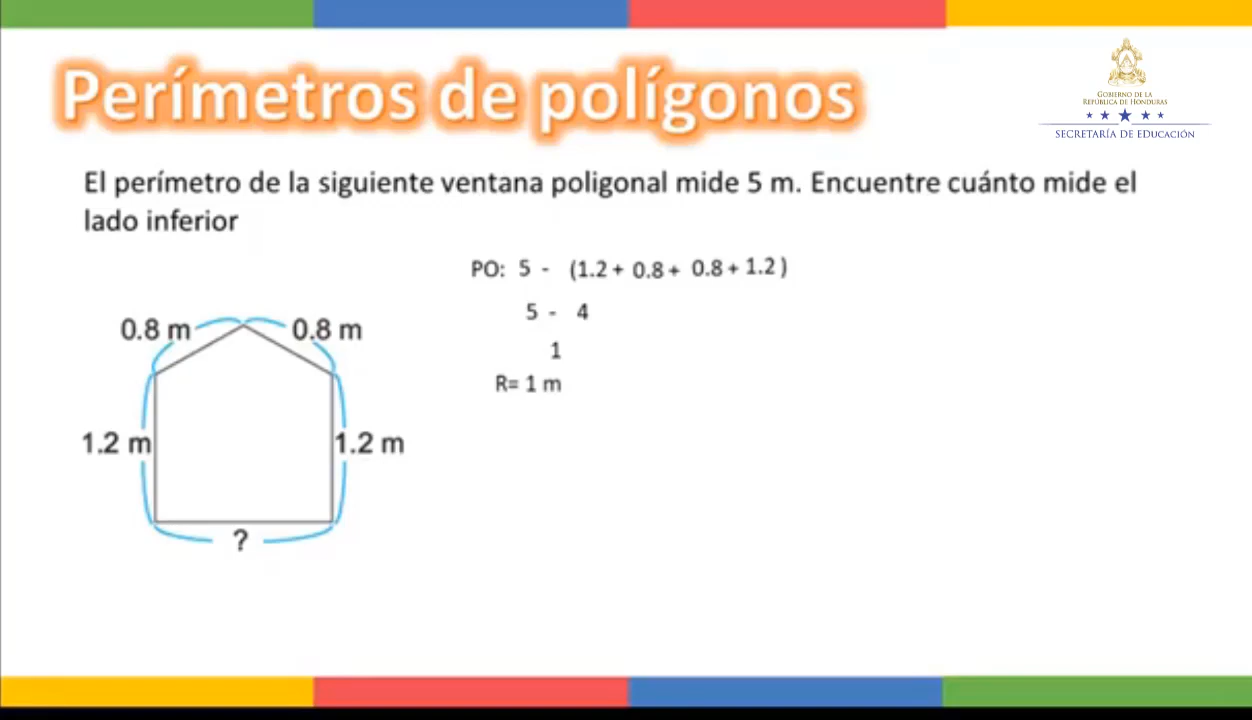 Perímetros de polígonos
GOBIERNO DE LA
REPÚBLICA DE HONDURAS
SECRETARÍA DE EDUCACIÓN
El perímetro de la siguiente ventana poligonal mide 5 m. Encuentre cuánto mide el
lado inferior
PO: 5 - (1.2 + 0.8 + 0.8 + 1.2 )
5 - 4
1
R= 1 m
0.8 m 0.8 m
1.2 m 1.2 m
?